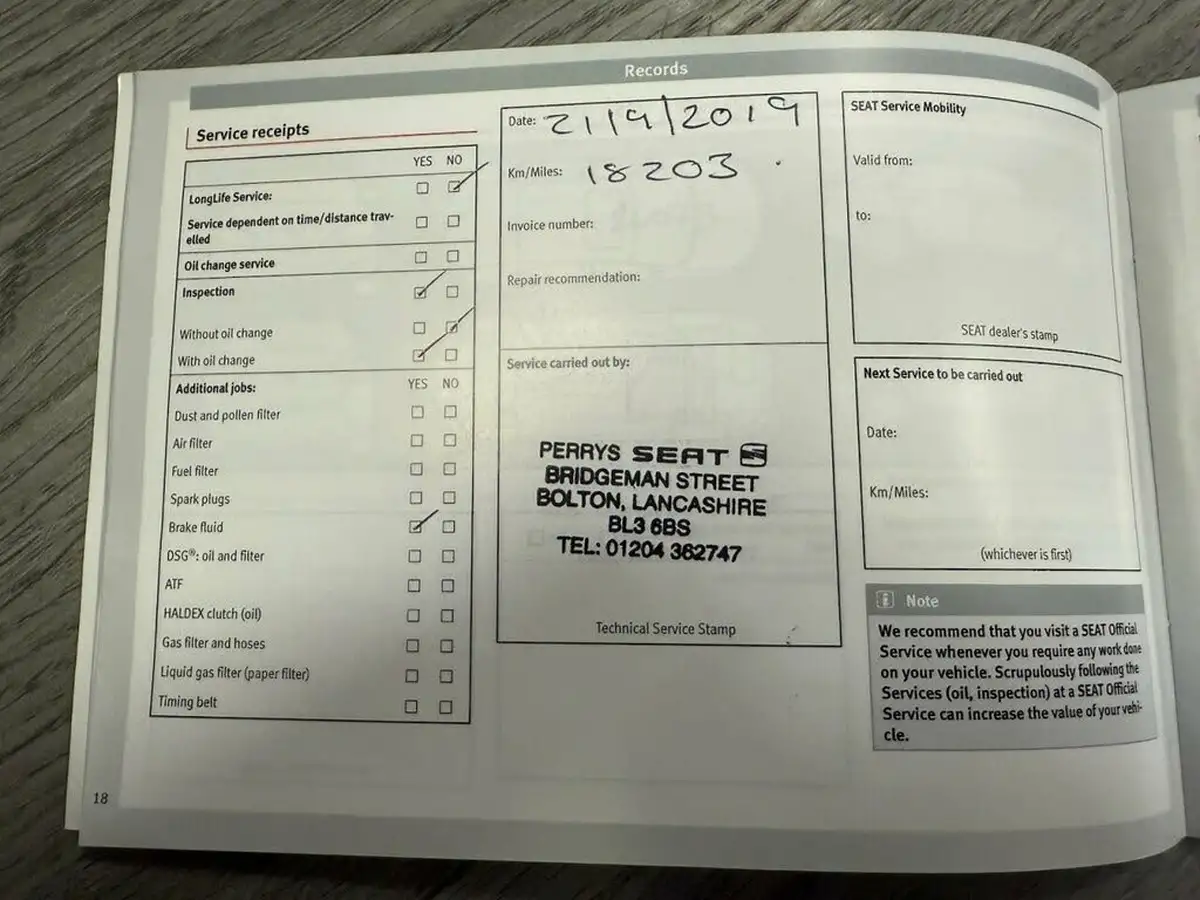 Records
Service receipts
YES NO
LongLife Service:
Service dependent on time/distance trav-
elled
Oil change service
Inspection
Without oil change
With oil change
Additional jobs: YES NO
Dust and pollen filter
Air filter
Fuel filter
Spark plugs
Brake fluid
DSG®: oil and filter
ATF
HALDEX clutch (oil)
Gas filter and hoses
Liquid gas filter (paper filter)
Timing belt
Date: 21/9/2019
Km/Miles: 18203
Invoice number:
Repair recommendation:
Service carried out by:
PERRYS SEAT
BRIDGEMAN STREET
BOLTON, LANCASHIRE
BL3 6BS
TEL: 01204 362747
Technical Service Stamp
SEAT Service Mobility
Valid from:
to:
SEAT dealer's stamp
Next Service to be carried out
Date:
Km/Miles:
(whichever is first)
Note
We recommend that you visit a SEAT Official
Service whenever you require any work done
on your vehicle. Scrupulously following the
Services (oil, inspection) at a SEAT Official
Service can increase the value of your vehi-
cle.
18